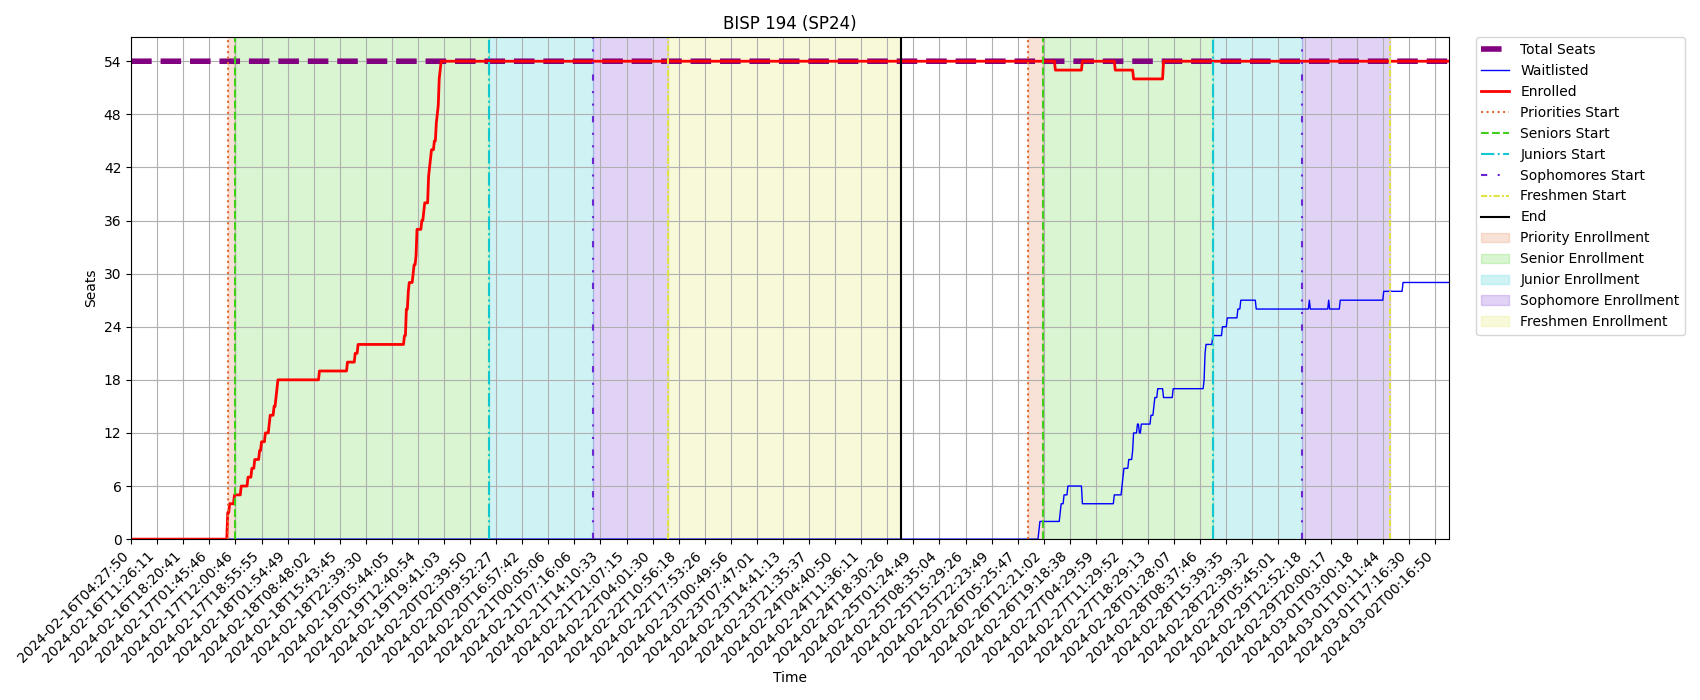 BISP 194 (SP24)
Seats
54
48
42
36
30
24
18
12
6
0
2024-02-16T04:27:50
2024-02-16T11:26:11
2024-02-16T18:20:41
2024-02-17T01:45:46
2024-02-17T12:00:46
2024-02-17T18:55:55
2024-02-18T01:54:49
2024-02-18T08:48:02
2024-02-18T15:43:45
2024-02-18T22:39:30
2024-02-19T05:44:05
2024-02-19T12:40:54
2024-02-19T19:41:03
2024-02-20T02:39:50
2024-02-20T09:52:27
2024-02-20T16:57:42
2024-02-21T00:05:06
2024-02-21T07:16:06
2024-02-21T14:10:33
2024-02-21T21:07:15
2024-02-22T04:01:30
2024-02-22T10:56:18
2024-02-22T17:53:26
2024-02-23T00:49:56
2024-02-23T07:47:01
2024-02-23T14:41:13
2024-02-23T21:35:37
2024-02-24T04:40:50
2024-02-24T11:36:11
2024-02-24T18:30:26
2024-02-25T01:24:49
2024-02-25T08:35:04
2024-02-25T15:29:26
2024-02-25T22:23:49
2024-02-26T05:25:47
2024-02-26T12:21:02
2024-02-26T19:18:38
2024-02-27T04:29:59
2024-02-27T11:29:52
2024-02-27T18:29:13
2024-02-28T01:28:07
2024-02-28T08:37:46
2024-02-28T15:39:35
2024-02-28T22:39:32
2024-02-29T05:45:01
2024-02-29T12:52:18
2024-02-29T20:00:17
2024-03-01T03:00:18
2024-03-01T10:11:44
2024-03-01T17:16:30
2024-03-02T00:16:50
Time
Total Seats
Waitlisted
Enrolled
Priorities Start
Seniors Start
Juniors Start
Sophomores Start
Freshmen Start
End
Priority Enrollment
Senior Enrollment
Junior Enrollment
Sophomore Enrollment
Freshmen Enrollment